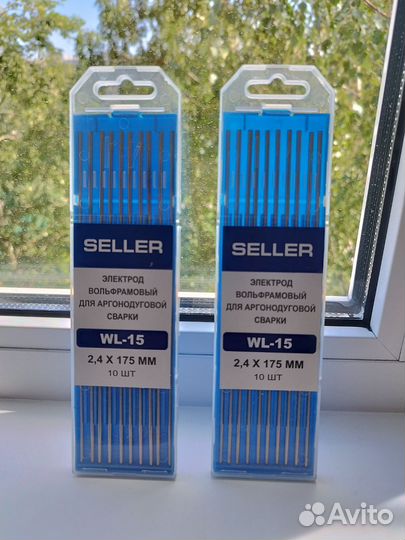 SELLER
ЭЛЕКТРОД
ВОЛЬФРАМОВЫЙ
ДЛЯ АРГОНОДУГОВОЙ
СВАРКИ
WL-15
2,4 X 175 ММ
10 ШТ
SELLER
ЭЛЕКТРОД
ВОЛЬФРАМОВЫЙ
ДЛЯ АРГОНОДУГОВОЙ
СВАРКИ
WL-15
2,4 X 175 ММ
10 ШТ
Avito